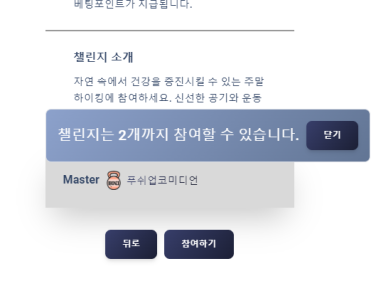 베팅포인트가 지급됩니다.
챌린지 소개
자연 속에서 건강을 증진시킬 수 있는 주말
하이킹에 참여하세요. 신선한 공기와 운동
챌린지는 2개까지 참여할 수 있습니다. 닫기
Master 푸쉬업코미디언
뒤로 참여하기